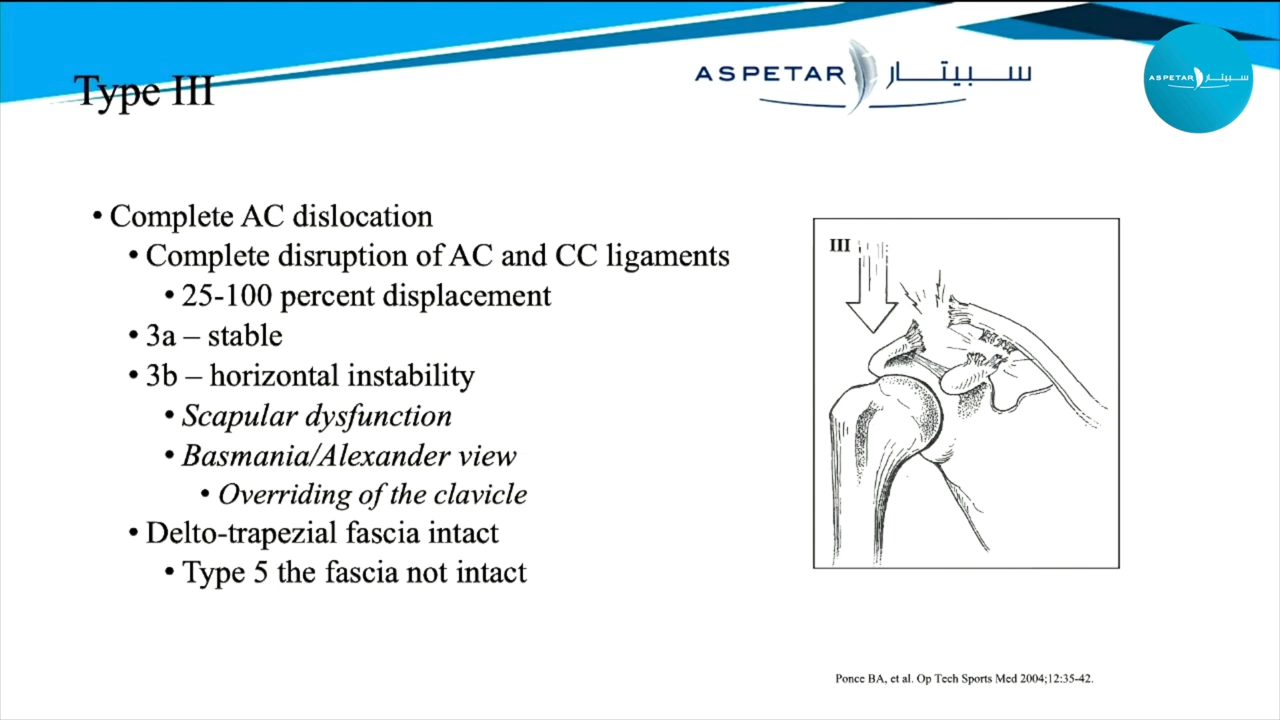 Type III
ASPETAR سبيتار
ASPETAR سبيتار
• Complete AC dislocation
• Complete disruption of AC and CC ligaments
• 25-100 percent displacement
• 3a – stable
• 3b – horizontal instability
• Scapular dysfunction
• Basmania/Alexander view
• Overriding of the clavicle
• Delto-trapezial fascia intact
• Type 5 the fascia not intact
III
Ponce BA, et al. Op Tech Sports Med 2004;12:35-42.